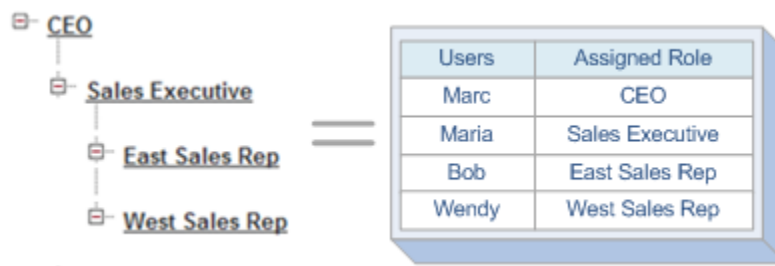 CEO
Sales Executive
East Sales Rep
West Sales Rep
Users Assigned Role
Marc CEO
Maria Sales Executive
Bob East Sales Rep
Wendy West Sales Rep